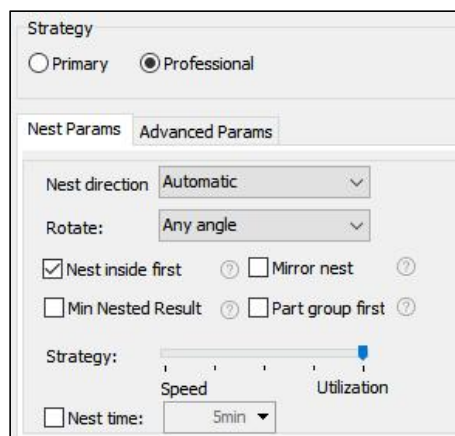 Strategy
Primary Professional
Nest Params Advanced Params
Nest direction Automatic
Rotate: Any angle
Nest inside first ? Mirror nest ?
Min Nested Result ? Part group first ?
Strategy:
Speed Utilization
Nest time: 5min